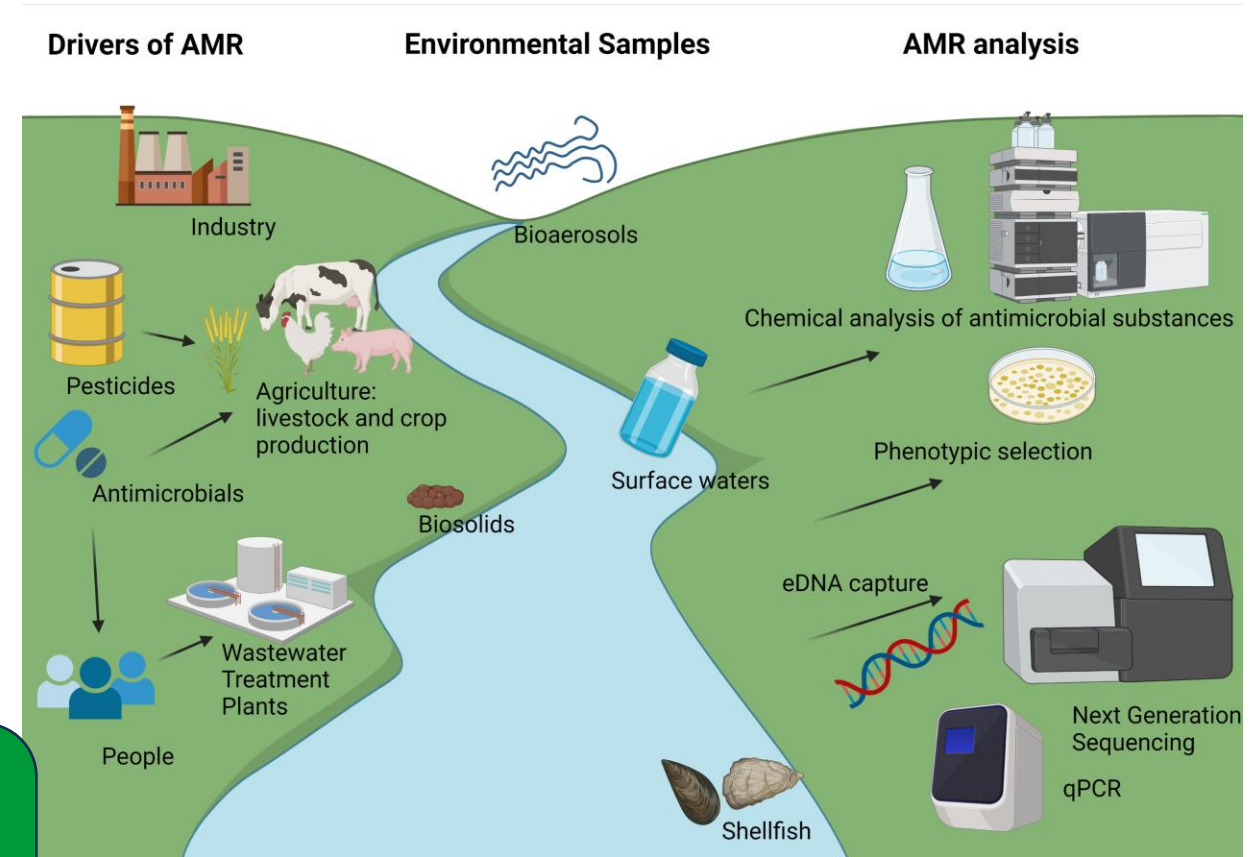 Drivers of AMR
Environmental Samples
AMR analysis
Industry
Bioaerosols
Pesticides
Agriculture:
livestock and crop
production
Antimicrobials
Biosolids
Wastewater
Treatment
Plants
People
Surface waters
Shellfish
Chemical analysis of antimicrobial substances
Phenotypic selection
eDNA capture
Next Generation
Sequencing
qPCR